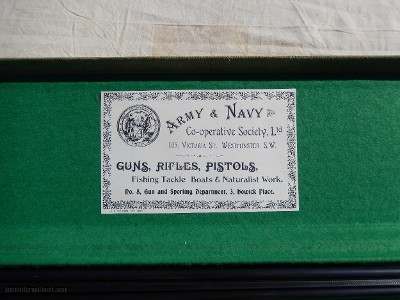 ARMY & NAVY
Co-operative Society, Ltd
105, Victoria St, Westminster S.W.
GUNS, RIFLES, PISTOLS,
Fishing Tackle Boats & Naturalist Work.
No. 8, Gun and Sporting Department, 3, Howick Place.